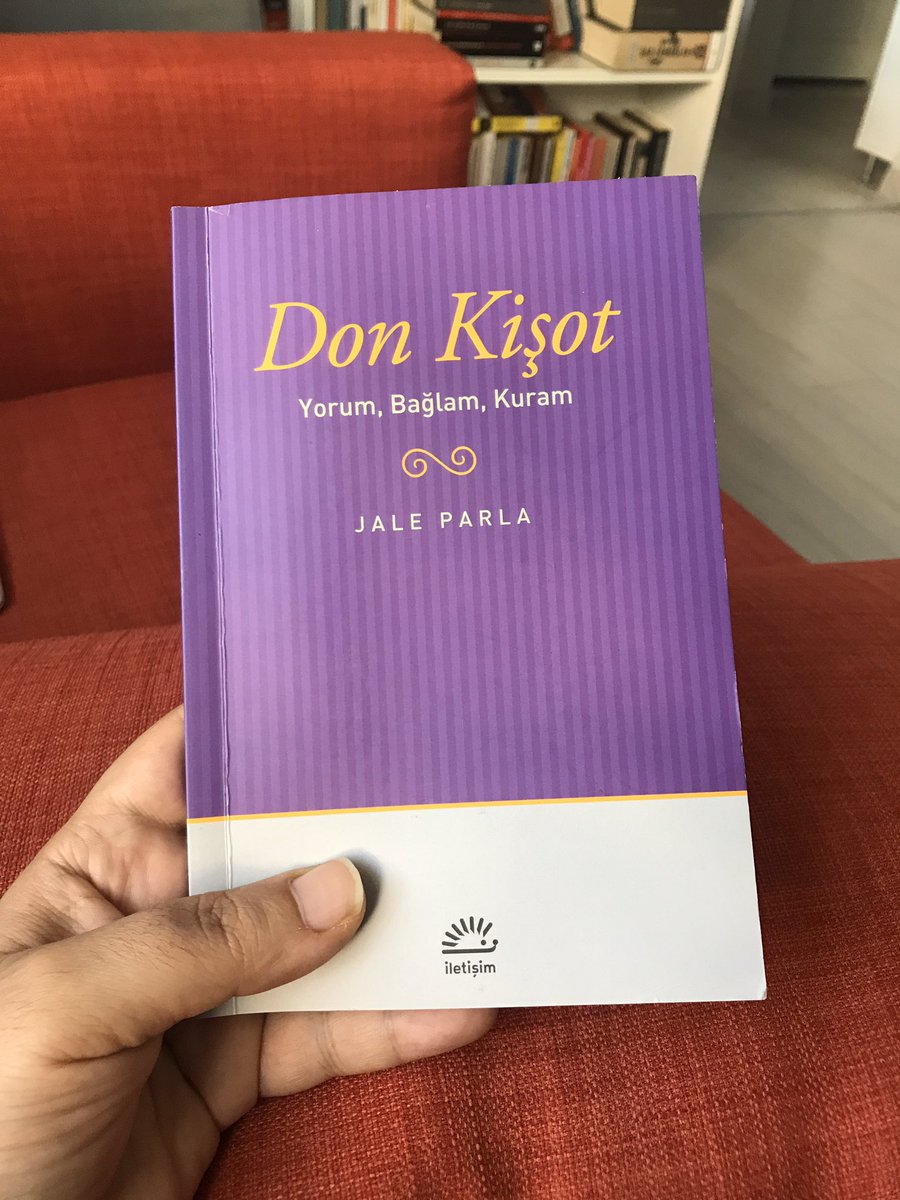 Don Kişot
Yorum, Bağlam, Kuram
JALE PARLA
iletişim